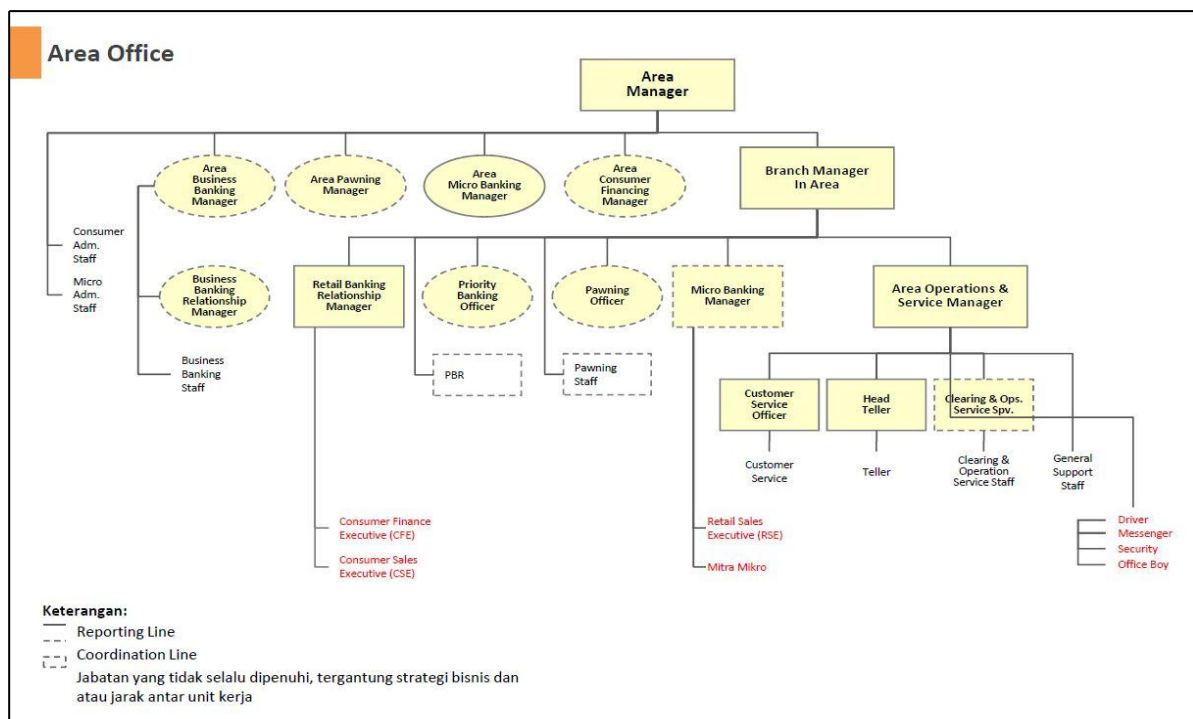 Area Office
Area
Manager
Area
Business
Banking
Manager
Area Pawning
Manager
Area
Micro Banking
Manager
Area
Consumer
Financing
Manager
Branch Manager
In Area
Consumer
Adm.
Staff
Micro
Adm.
Staff
Business
Banking
Relationship
Manager
Business
Banking
Staff
Retail Banking
Relationship
Manager
Priority
Banking
Officer
Pawning
Officer
Micro Banking
Manager
Area Operations &
Service Manager
PBR
Pawning
Staff
Customer
Service
Officer
Head
Teller
Clearing & Ops.
Service Spv.
Customer
Service
Teller
Clearing &
Operation
Service Staff
General
Support
Staff
Consumer Finance
Executive (CFE)
Consumer Sales
Executive (CSE)
Retail Sales
Executive (RSE)
Mitra Mikro
Driver
Messenger
Security
Office Boy
Keterangan:
Reporting Line
Coordination Line
Jabatan yang tidak selalu dipenuhi, tergantung strategi bisnis dan
atau jarak antar unit kerja